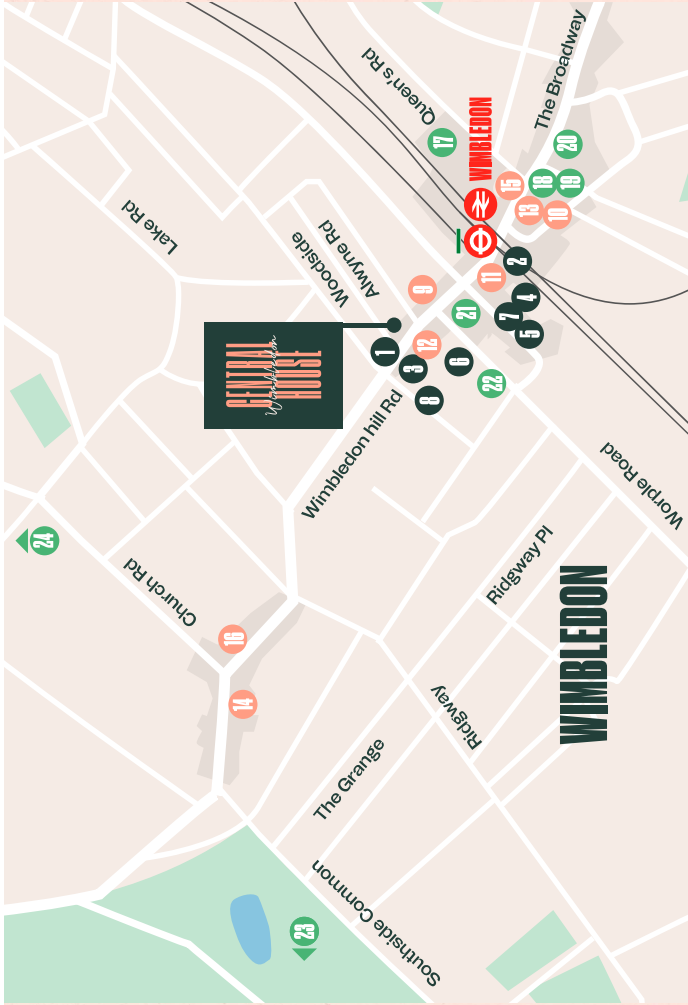 Queen's Rd
The Broadway
17
WIMBLEDON
20
15
18
19
13
10
Lake Rd
Woodside
Alwyne Rd
2
11
9
4
21
7
5
CENTRAL
Wimbledon
HOUSE
1
12
3
6
22
8
Wimbledon hill Rd
Worple Road
24
Church Rd
Ridgway Pl
WIMBLEDON
16
14
Ridgway
The Grange
Southside Common
23